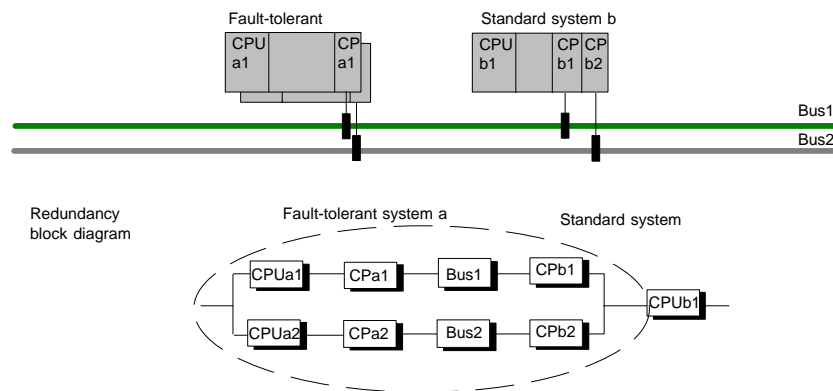 Fault-tolerant
Standard system b
CPU
a1
CP
a1
CPU
b1
CP
b1
CP
b2
Bus1
Bus2
Redundancy
block diagram
Fault-tolerant system a
Standard system
CPUa1
CPa1
Bus1
CPb1
CPUb1
CPUa2
CPa2
Bus2
CPb2